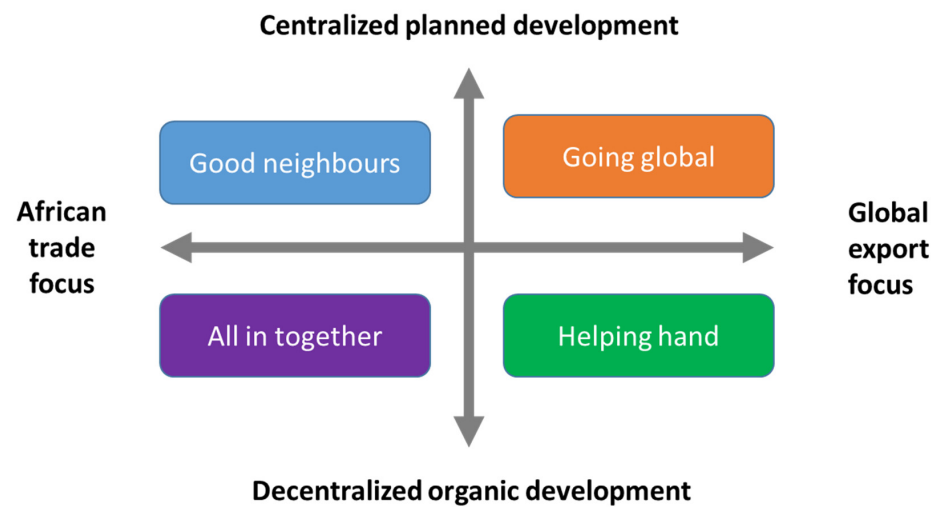 Centralized planned development
Good neighbours
Going global
African
trade
focus
Global
export
focus
All in together
Helping hand
Decentralized organic development